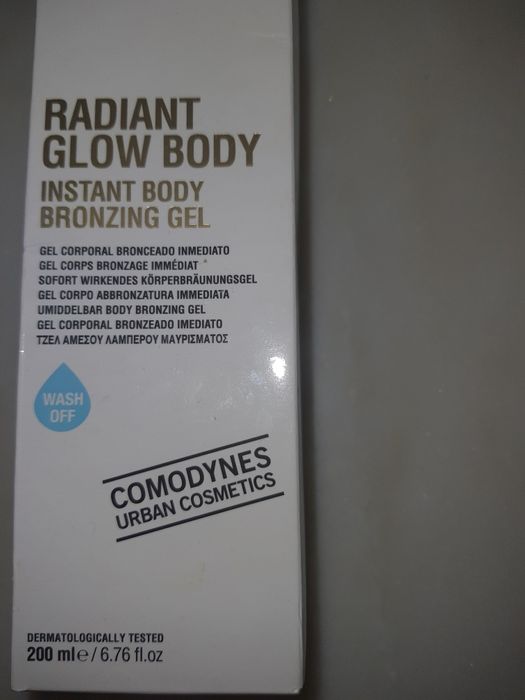 RADIANT
GLOW BODY
INSTANT BODY
BRONZING GEL
GEL CORPORAL BRONCEADO INMEDIATO
GEL CORPS BRONZAGE IMMÉDIAT
SOFORT WIRKENDES KÖRPERBRÄUNUNGSGEL
GEL CORPO ABBRONZATURA IMMEDIATA
UMIDDELBAR BODY BRONZING GEL
GEL CORPORAL BRONZEADO IMEDIATO
ΤΖΕΛ ΑΜΕΣΟΥ ΛΑΜΠΕΡΟΥ ΜΑΥΡΙΣΜΑΤΟΣ
WASH
OFF
COMODYNES
URBAN COSMETICS
DERMATOLOGICALLY TESTED
200 ml℮/6.76 fl.oz